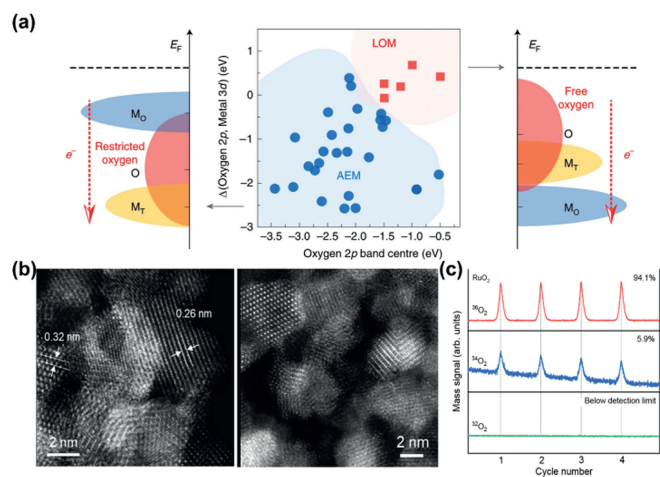 (a)
E_F
M_O
Restricted
oxygen
O
e⁻
M_T
Δ(Oxygen 2p, Metal 3d) (eV)
1
0
−1
−2
−3
LOM
AEM
−3.5 −3.0 −2.5 −2.0 −1.5 −1.0 −0.5
Oxygen 2p band centre (eV)
E_F
Free
oxygen
O
M_T
e⁻
M_O
(b)
0.32 nm
0.26 nm
2 nm
2 nm
(c)
Mass signal (arb. units)
RuO₂
94.1%
³⁶O₂
5.9%
³⁴O₂
Below detection limit
³²O₂
1 2 3 4
Cycle number